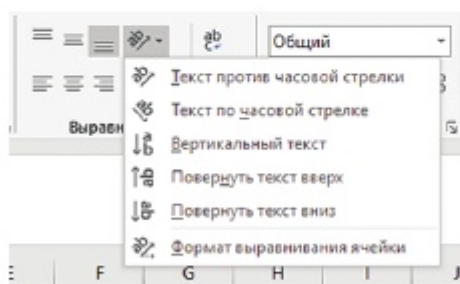 Общий
Текст против часовой стрелки
Текст по часовой стрелке
Выравн
Вертикальный текст
Повернуть текст вверх
Повернуть текст вниз
Формат выравнивания ячейки
F G H I J